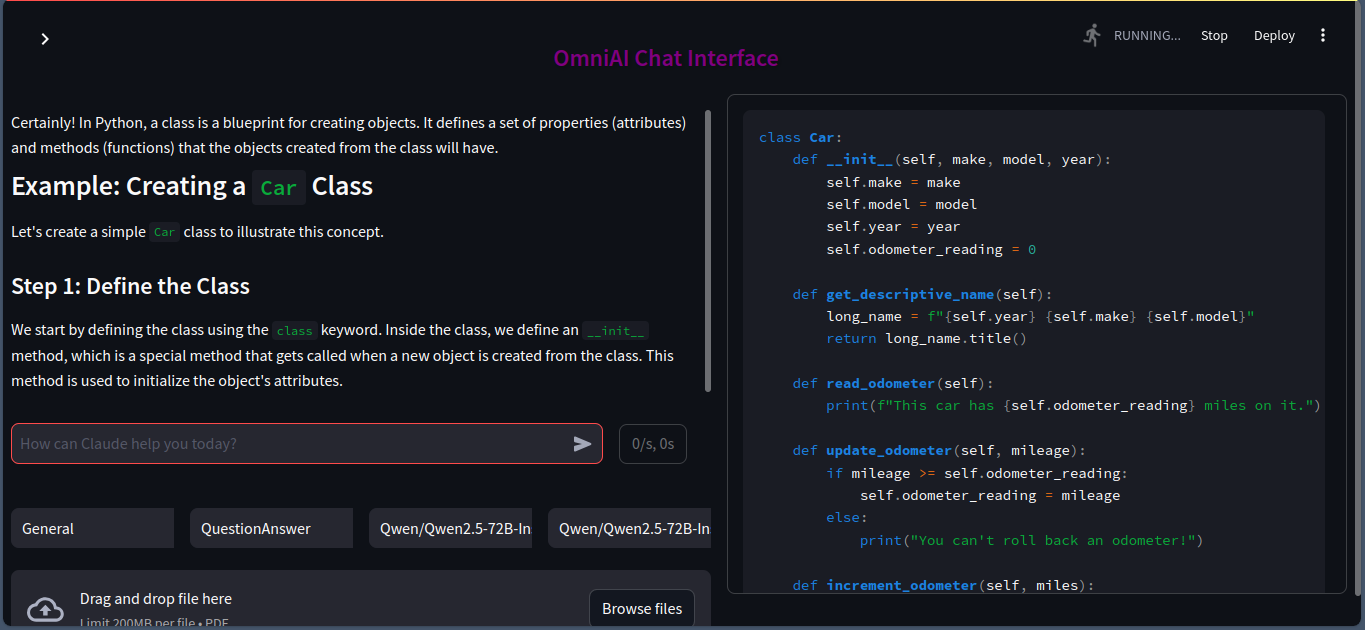 RUNNING...
Stop
Deploy
OmniAI Chat Interface
Certainly! In Python, a class is a blueprint for creating objects. It defines a set of properties (attributes)
and methods (functions) that the objects created from the class will have.
Example: Creating a Car Class
Let's create a simple Car class to illustrate this concept.
Step 1: Define the Class
We start by defining the class using the class keyword. Inside the class, we define an __init__
method, which is a special method that gets called when a new object is created from the class. This
method is used to initialize the object's attributes.
How can Claude help you today?
0/s, 0s
General
QuestionAnswer
Qwen/Qwen2.5-72B-In
Qwen/Qwen2.5-72B-In
Drag and drop file here
Limit 200MB per file • PDF
Browse files
class Car:
    def __init__(self, make, model, year):
        self.make = make
        self.model = model
        self.year = year
        self.odometer_reading = 0
    def get_descriptive_name(self):
        long_name = f"{self.year} {self.make} {self.model}"
        return long_name.title()
    def read_odometer(self):
        print(f"This car has {self.odometer_reading} miles on it.")
    def update_odometer(self, mileage):
        if mileage >= self.odometer_reading:
            self.odometer_reading = mileage
        else:
            print("You can't roll back an odometer!")
    def increment_odometer(self, miles):